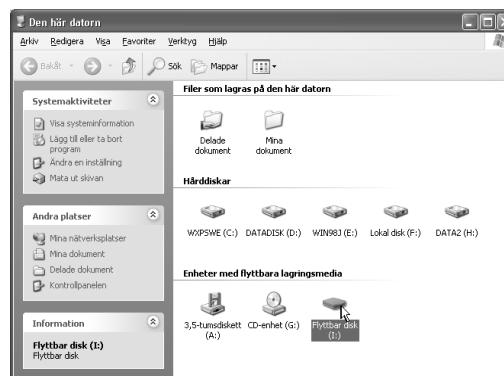 Den här datorn
Arkiv Redigera Visa Favoriter Verktyg Hjälp
Bakåt Sök Mappar
Systemaktiviteter
Visa systeminformation
Lägg till eller ta bort
program
Ändra en inställning
Mata ut skivan
Andra platser
Mina nätverksplatser
Mina dokument
Delade dokument
Kontrollpanelen
Information
Flyttbar disk (I:)
Flyttbar disk
Filer som lagras på den här datorn
Delade
dokument
Mina
dokument
Hårddiskar
WXPSWE (C:) DATADISK (D:) WIN98J (E:) Lokal disk (F:) DATA2 (H:)
Enheter med flyttbara lagringsmedia
3,5-tumsdiskett
(A:)
CD-enhet (G:)
Flyttbar disk
(I:)